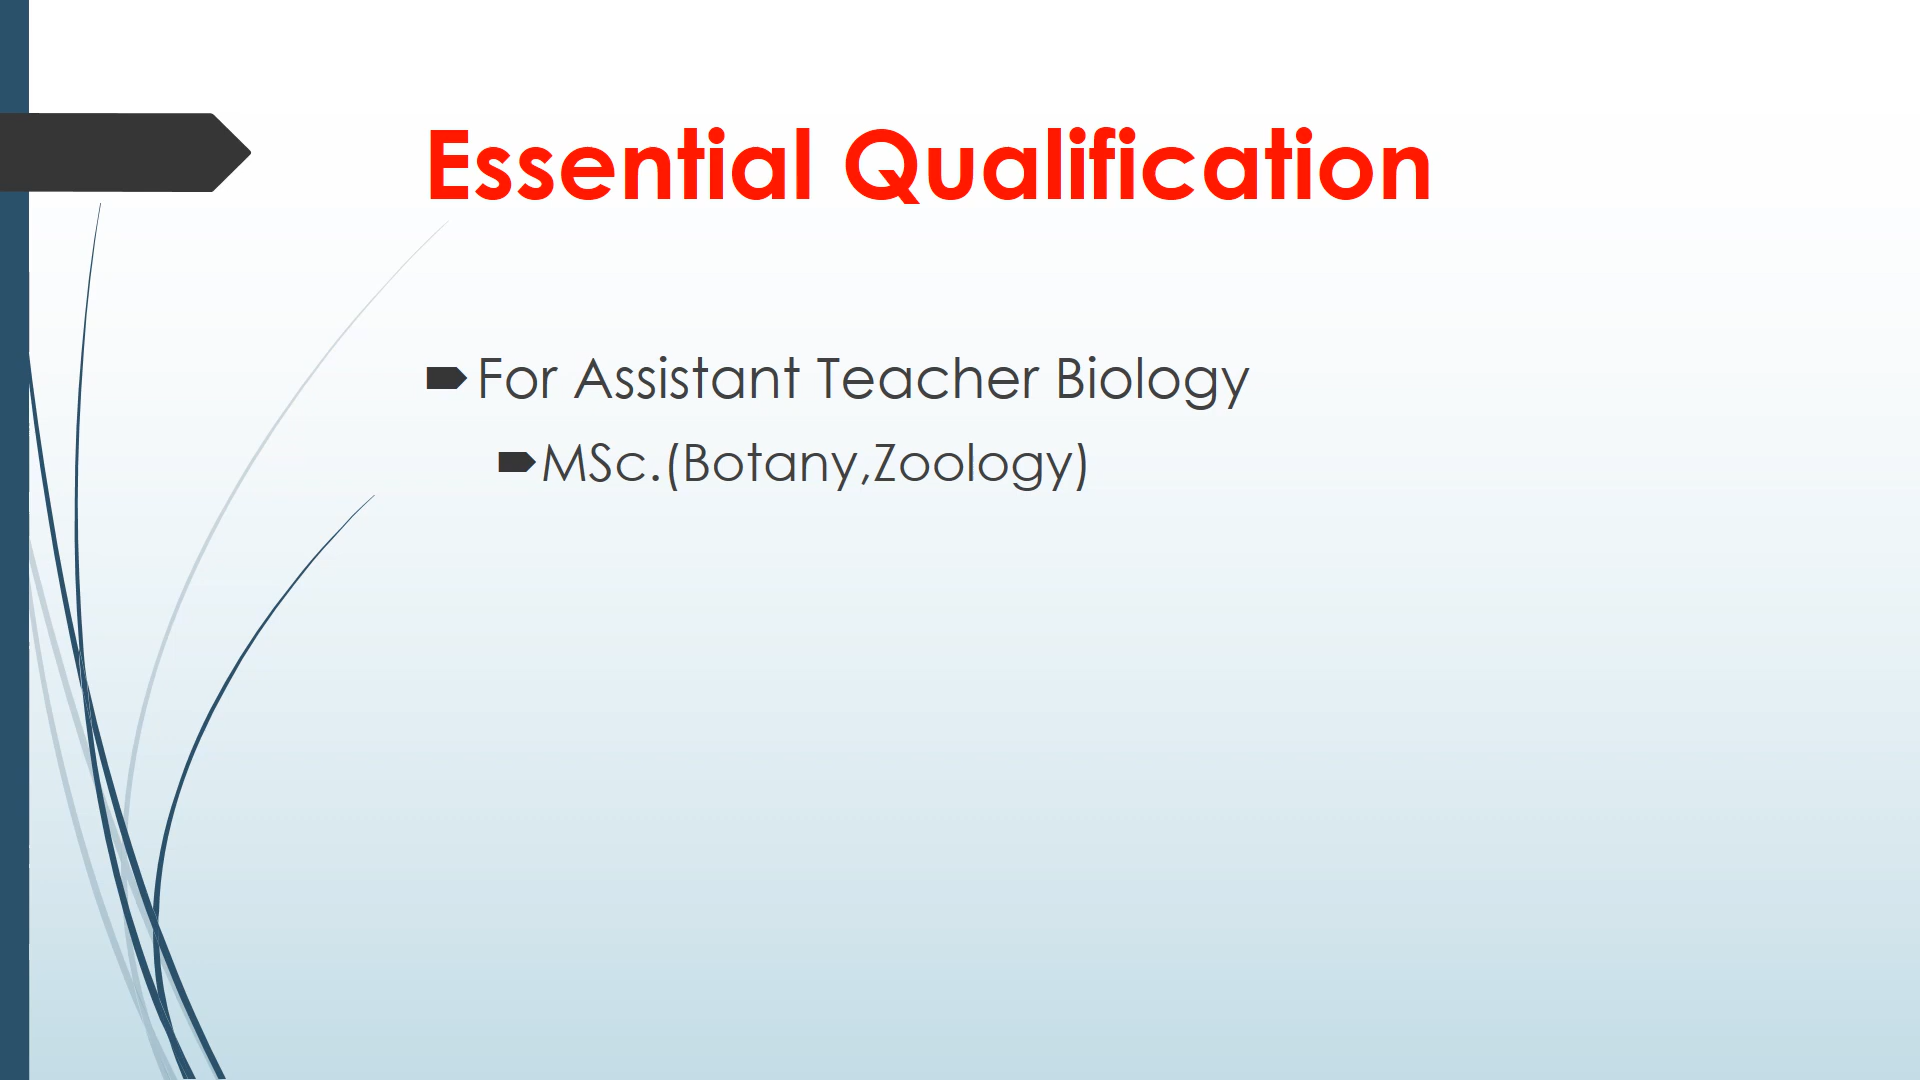 Essential Qualification
For Assistant Teacher Biology
MSc.(Botany,Zoology)